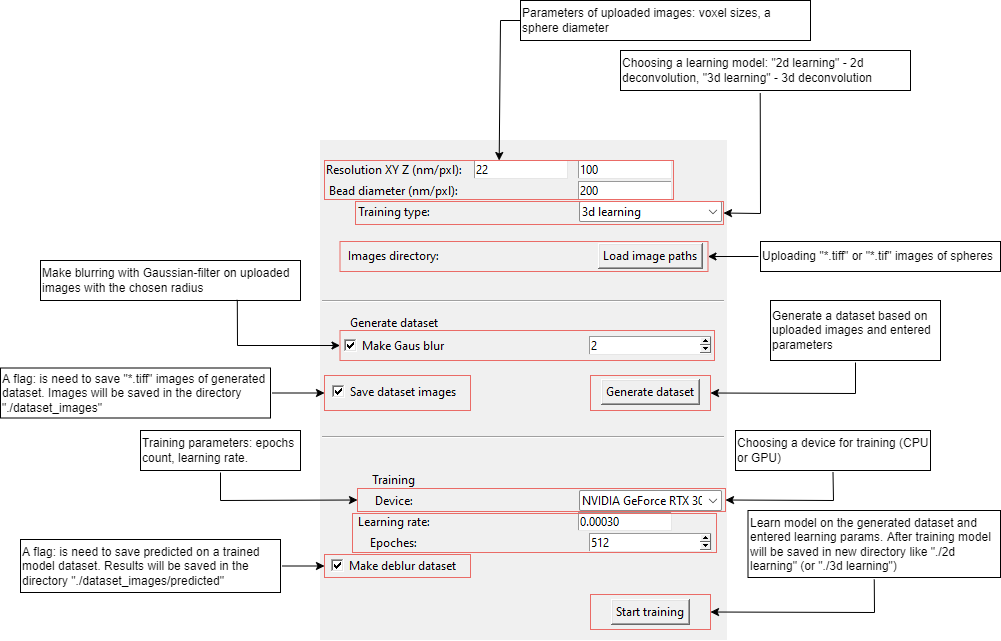 Parameters of uploaded images: voxel sizes, a
sphere diameter
Choosing a learning model: "2d learning" - 2d
deconvolution, "3d learning" - 3d deconvolution
Resolution XY Z (nm/pxl):
22
100
Bead diameter (nm/pxl):
200
Training type:
3d learning
Images directory:
Load image paths
Uploading "*.tiff" or "*.tif" images of spheres
Make blurring with Gaussian-filter on uploaded
images with the chosen radius
Generate dataset
Make Gaus blur
2
Generate a dataset based on
uploaded images and entered
parameters
A flag: is need to save "*.tiff" images of generated
dataset. Images will be saved in the directory
"./dataset_images"
Save dataset images
Generate dataset
Training parameters: epochs
count, learning rate.
Choosing a device for training (CPU
or GPU)
Training
Device:
NVIDIA GeForce RTX 30
Learning rate:
0.00030
Epoches:
512
Learn model on the generated dataset and
entered learning params. After training model
will be saved in new directory like "./2d
learning" (or "./3d learning")
A flag: is need to save predicted on a trained
model dataset. Results will be saved in the
directory "./dataset_images/predicted"
Make deblur dataset
Start training